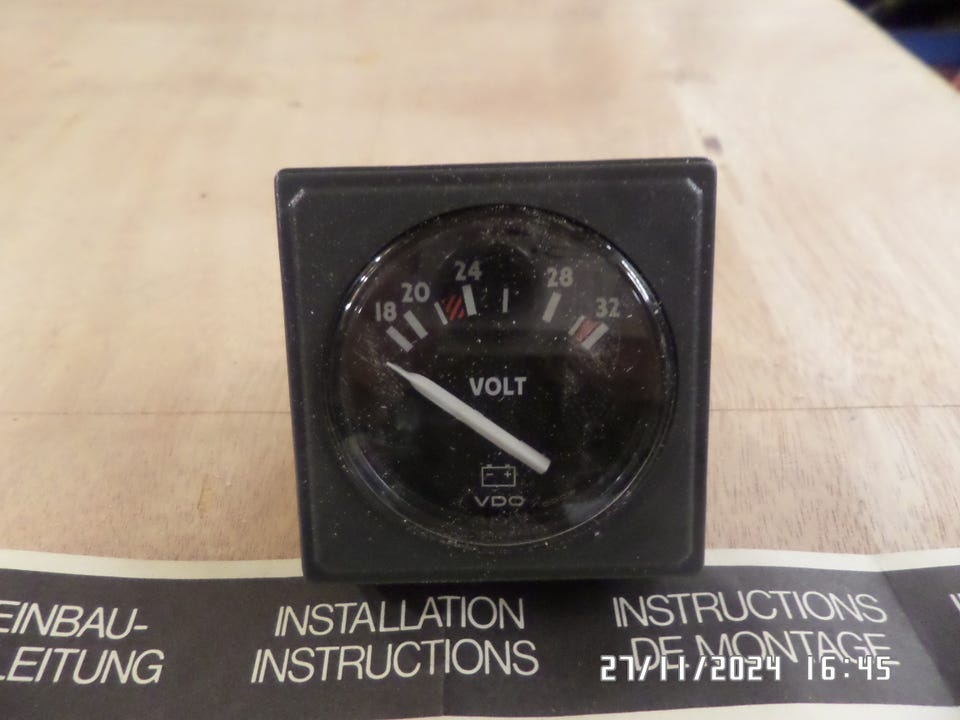 18 20 24 28 32
VOLT
- +
VDO
EINBAU-
LEITUNG
INSTALLATION
INSTRUCTIONS
INSTRUCTIONS
DE MONTAGE
27/11/2024 16:45